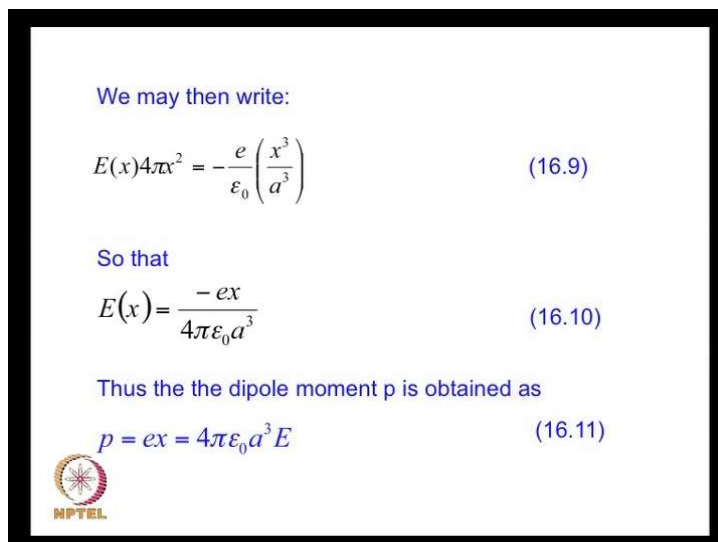 We may then write:
E(x)4πx² = −e/ε₀ (x³/a³) (16.9)
So that
E(x) = −ex/4πε₀a³ (16.10)
Thus the the dipole moment p is obtained as
p = ex = 4πε₀a³E (16.11)
NPTEL